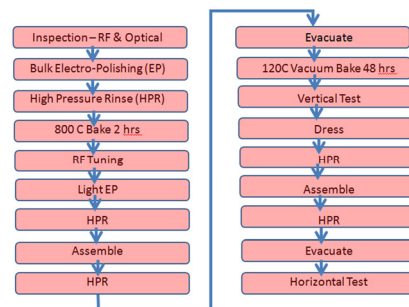 Inspection – RF & Optical
Bulk Electro-Polishing (EP)
High Pressure Rinse (HPR)
800 C Bake 2 hrs
RF Tuning
Light EP
HPR
Assemble
HPR
Evacuate
120C Vacuum Bake 48 hrs
Vertical Test
Dress
HPR
Assemble
HPR
Evacuate
Horizontal Test